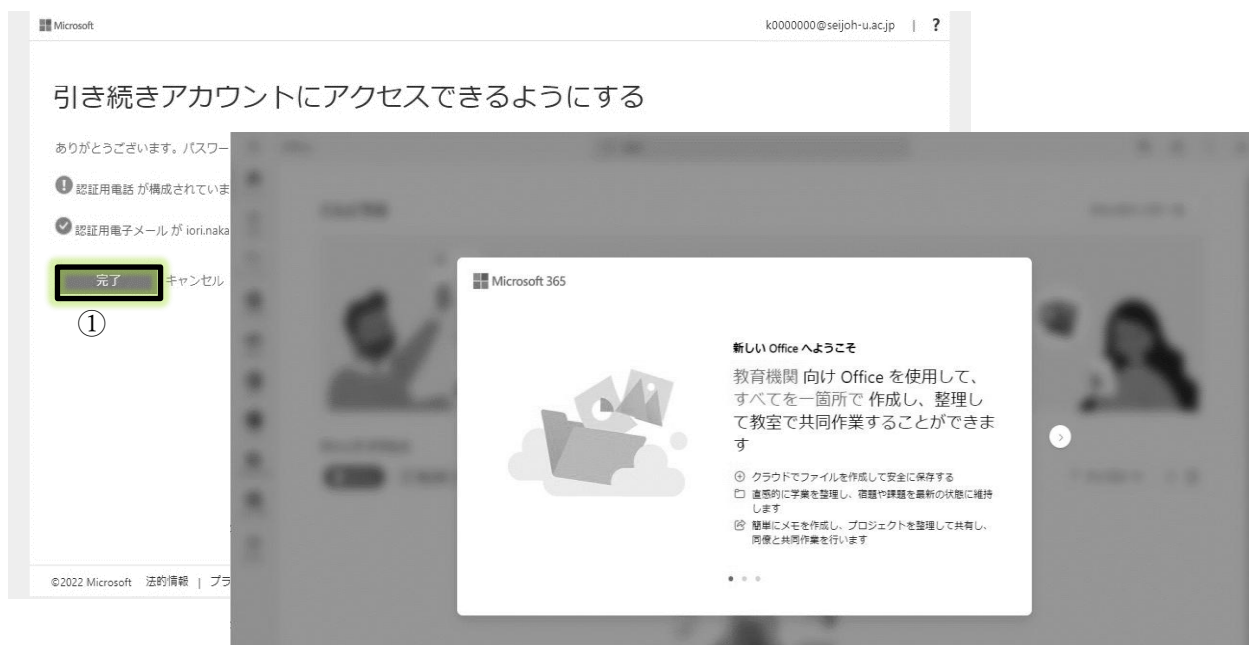 Microsoft
k0000000@seijoh-u.ac.jp | ?
引き続きアカウントにアクセスできるようにする
ありがとうございます。パスワー
認証用電話 が構成されていま
認証用電子メール が iori.naka
完了 キャンセル
①
©2022 Microsoft 法的情報 | プラ
Microsoft 365
新しい Office へようこそ
教育機関 向け Office を使用して、
すべてを一箇所で 作成し、整理し
て教室で共同作業することができま
す
クラウドでファイルを作成して安全に保存する
直感的に学業を整理し、宿題や課題を最新の状態に維持
します
簡単にメモを作成し、プロジェクトを整理して共有し、
同僚と共同作業を行います